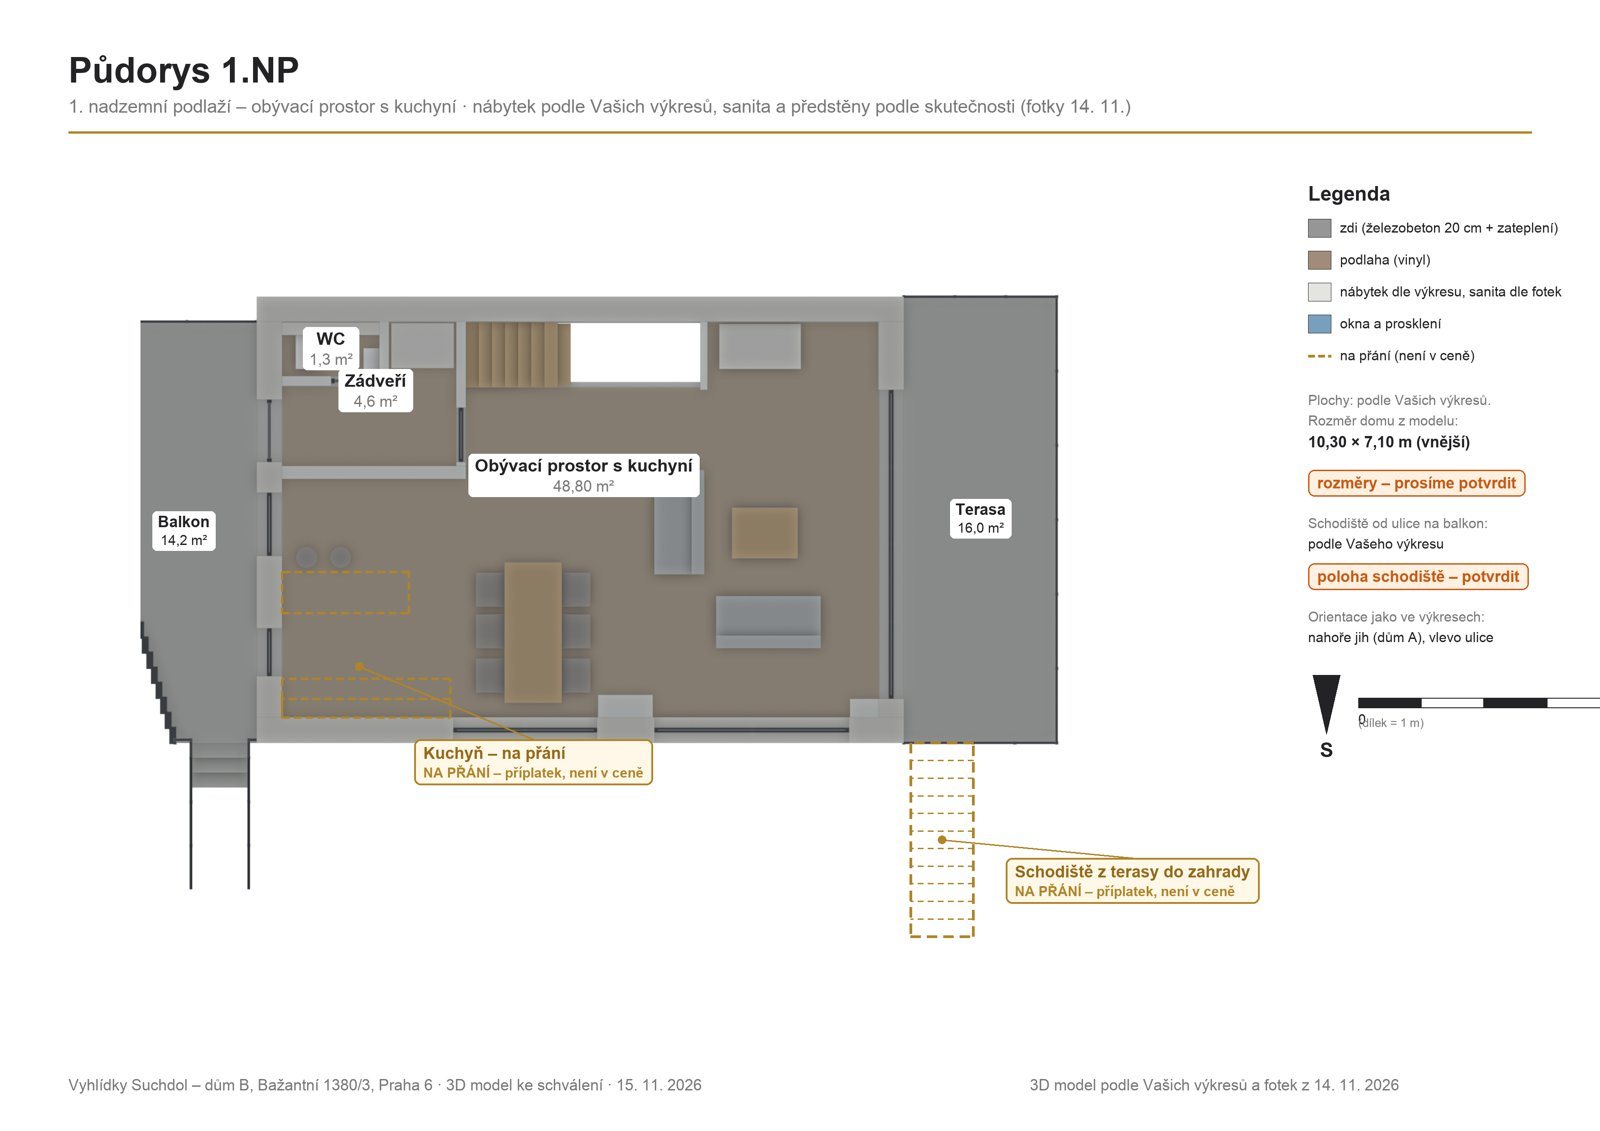 Půdorys 1.NP
1. nadzemní podlaží – obývací prostor s kuchyní · nábytek podle Vašich výkresů, sanita a předstěny podle skutečnosti (fotky 14. 11.)
Legenda
zdi (železobeton 20 cm + zateplení)
podlaha (vinyl)
nábytek dle výkresu, sanita dle fotek
okna a prosklení
na přání (není v ceně)
Plochy: podle Vašich výkresů.
Rozměr domu z modelu:
10,30 × 7,10 m (vnější)
rozměry – prosíme potvrdit
Schodiště od ulice na balkon:
podle Vašeho výkresu
poloha schodiště – potvrdit
Orientace jako ve výkresech:
nahoře jih (dům A), vlevo ulice
0
(dílek = 1 m)
S
WC
1,3 m²
Zádveří
4,6 m²
Obývací prostor s kuchyní
48,80 m²
Balkon
14,2 m²
Terasa
16,0 m²
Kuchyň – na přání
NA PŘÁNÍ – příplatek, není v ceně
Schodiště z terasy do zahrady
NA PŘÁNÍ – příplatek, není v ceně
Vyhlídky Suchdol – dům B, Bažantní 1380/3, Praha 6 · 3D model ke schválení · 15. 11. 2026
3D model podle Vašich výkresů a fotek z 14. 11. 2026